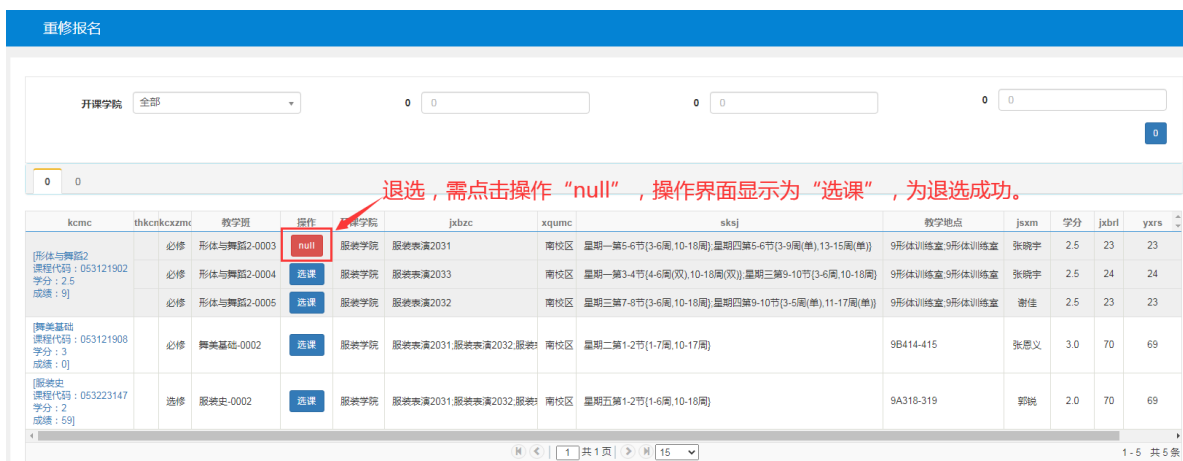 重修报名
开课学院 全部 0 0 0 0 0 0
0
0 0
退选，需点击操作“null”，操作界面显示为“选课”，为退选成功。
kcmc thkcn kcxzmc 教学班 操作 开课学院 jxbzc xqumc sksj 教学地点 jsxm 学分 jxbrl yxrs
[形体与舞蹈2
课程代码：053121902
学分：2.5
成绩：9]
必修 形体与舞蹈2-0003 null 服装学院 服装表演2031 南校区 星期一第5-6节{3-6周,10-18周};星期四第5-6节{3-9周(单),13-15周(单)} 9形体训练室;9形体训练室 张晓宇 2.5 23 23
必修 形体与舞蹈2-0004 选课 服装学院 服装表演2033 南校区 星期一第3-4节{4-6周(双),10-18周(双)};星期三第9-10节{3-6周,10-18周} 9形体训练室;9形体训练室 张晓宇 2.5 24 24
必修 形体与舞蹈2-0005 选课 服装学院 服装表演2032 南校区 星期三第7-8节{3-6周,10-18周};星期四第9-10节{3-5周(单),11-17周(单)} 9形体训练室;9形体训练室 谢佳 2.5 23 23
[舞美基础
课程代码：053121908
学分：3
成绩：0]
必修 舞美基础-0002 选课 服装学院 服装表演2031;服装表演2032;服装 南校区 星期二第1-2节{1-7周,10-17周} 9B414-415 张恩义 3.0 70 69
[服装史
课程代码：053223147
学分：2
成绩：59]
选修 服装史-0002 选课 服装学院 服装表演2031;服装表演2032;服装 南校区 星期五第1-2节{1-6周,10-18周} 9A318-319 郭锐 2.0 70 69
1 共1页 15 1-5 共5条